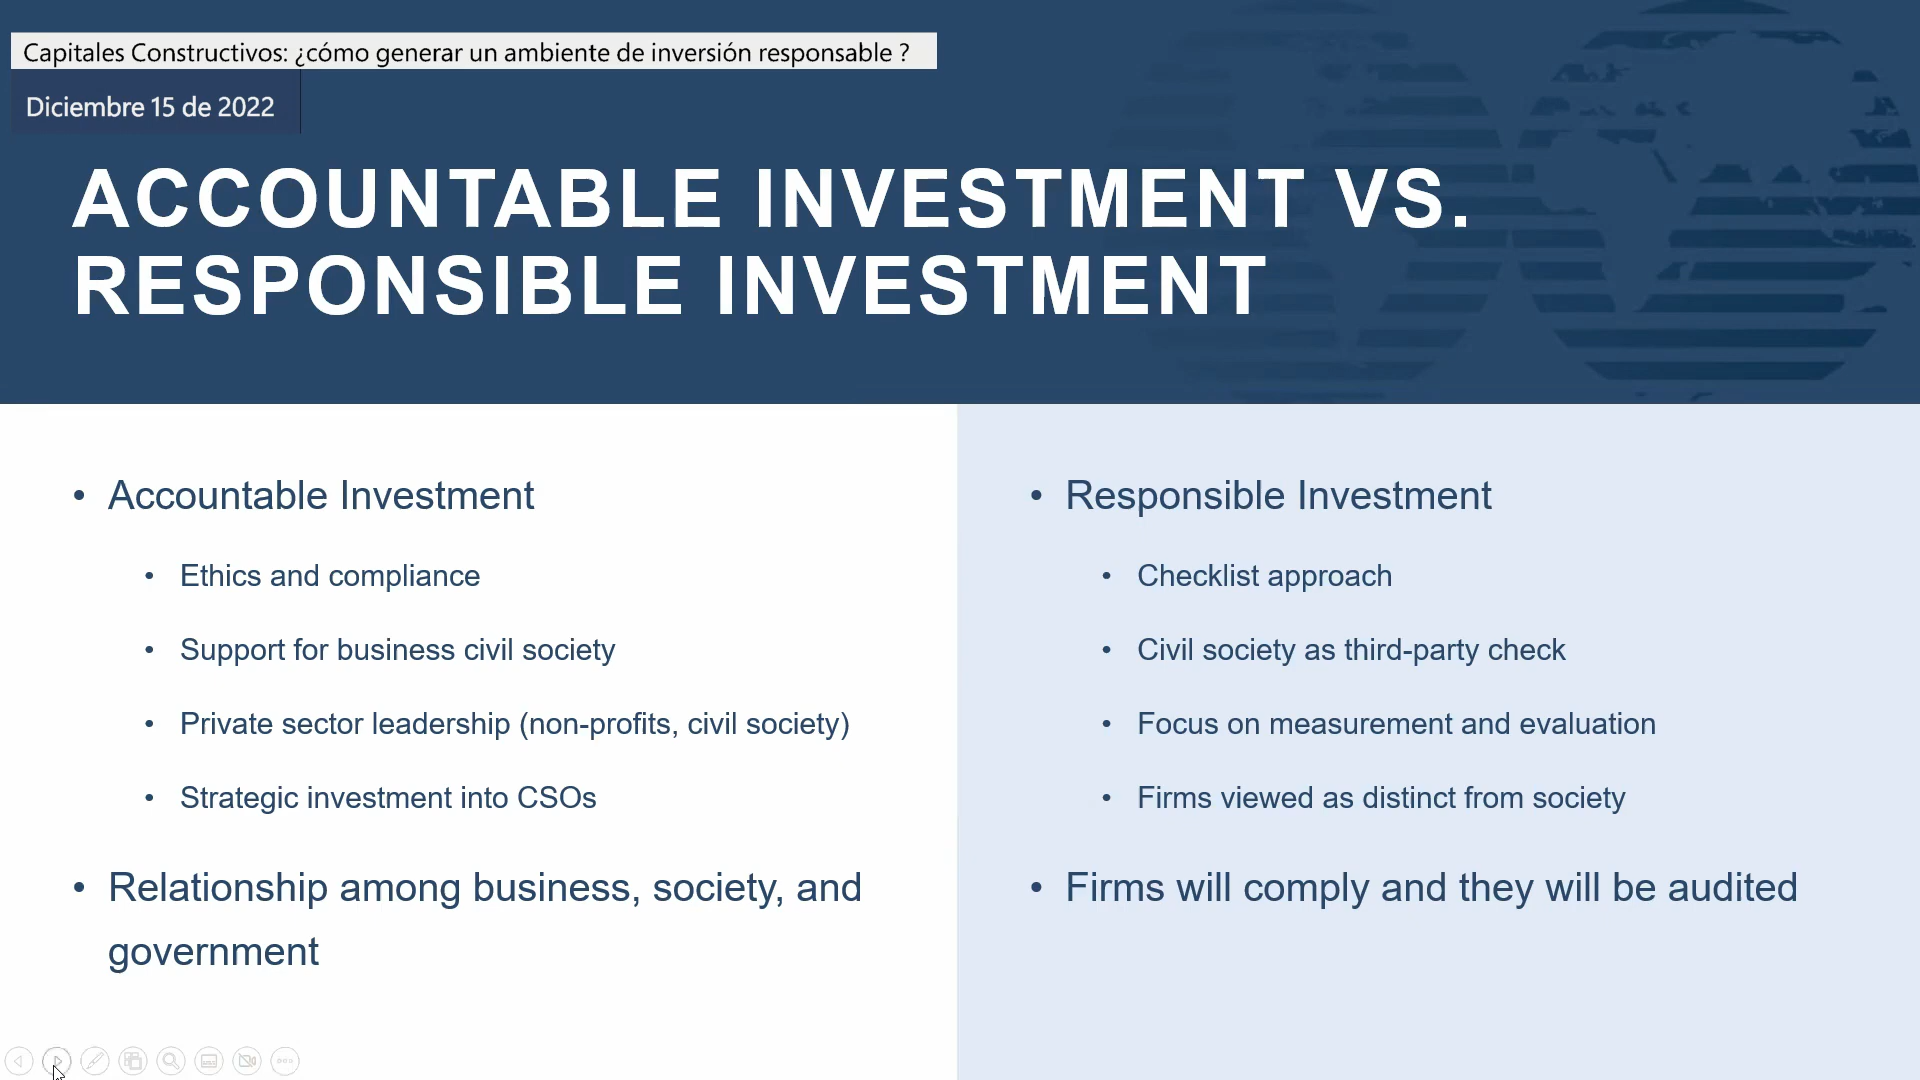 Capitales Constructivos: ¿cómo generar un ambiente de inversión responsable ?
Diciembre 15 de 2022
ACCOUNTABLE INVESTMENT VS.
RESPONSIBLE INVESTMENT
• Accountable Investment
• Ethics and compliance
• Support for business civil society
• Private sector leadership (non-profits, civil society)
• Strategic investment into CSOs
• Relationship among business, society, and
government
• Responsible Investment
• Checklist approach
• Civil society as third-party check
• Focus on measurement and evaluation
• Firms viewed as distinct from society
• Firms will comply and they will be audited